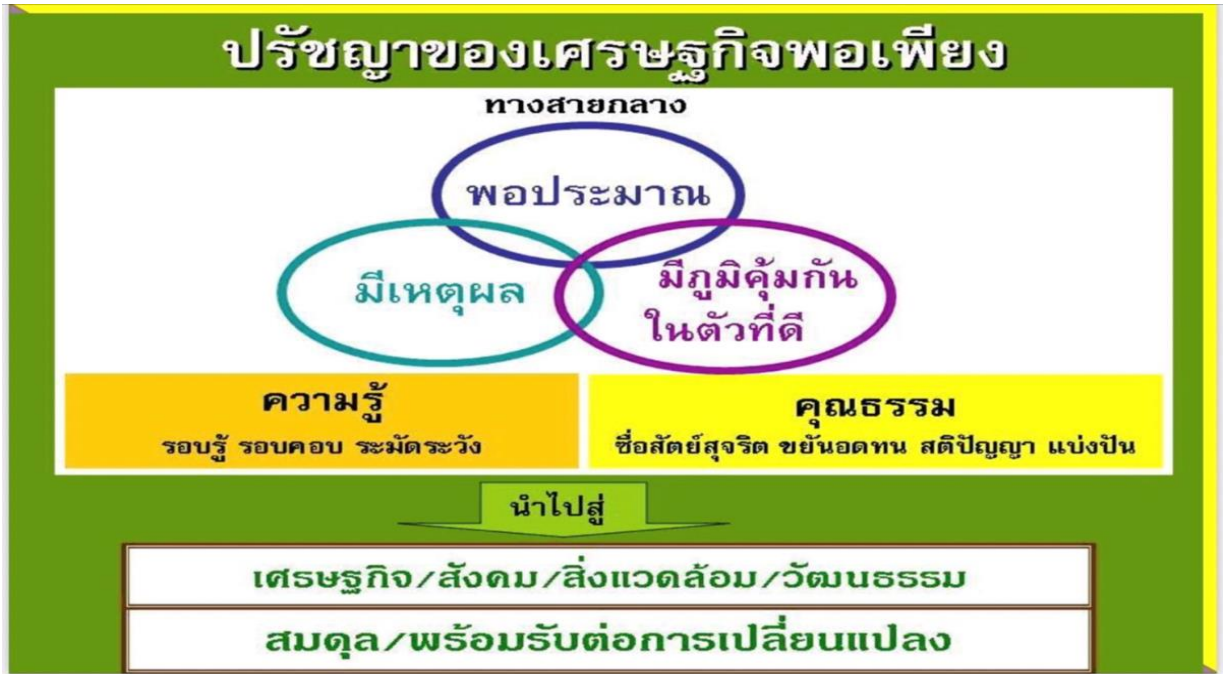 ปรัชญาของเศรษฐกิจพอเพียง
ทางสายกลาง
พอประมาณ
มีเหตุผล
มีภูมิคุ้มกัน
ในตัวที่ดี
ความรู้
รอบรู้ รอบคอบ ระมัดระวัง
คุณธรรม
ซื่อสัตย์สุจริต ขยันอดทน สติปัญญา แบ่งปัน
นำไปสู่
เศรษฐกิจ/สังคม/สิ่งแวดล้อม/วัฒนธรรม
สมดุล/พร้อมรับต่อการเปลี่ยนแปลง